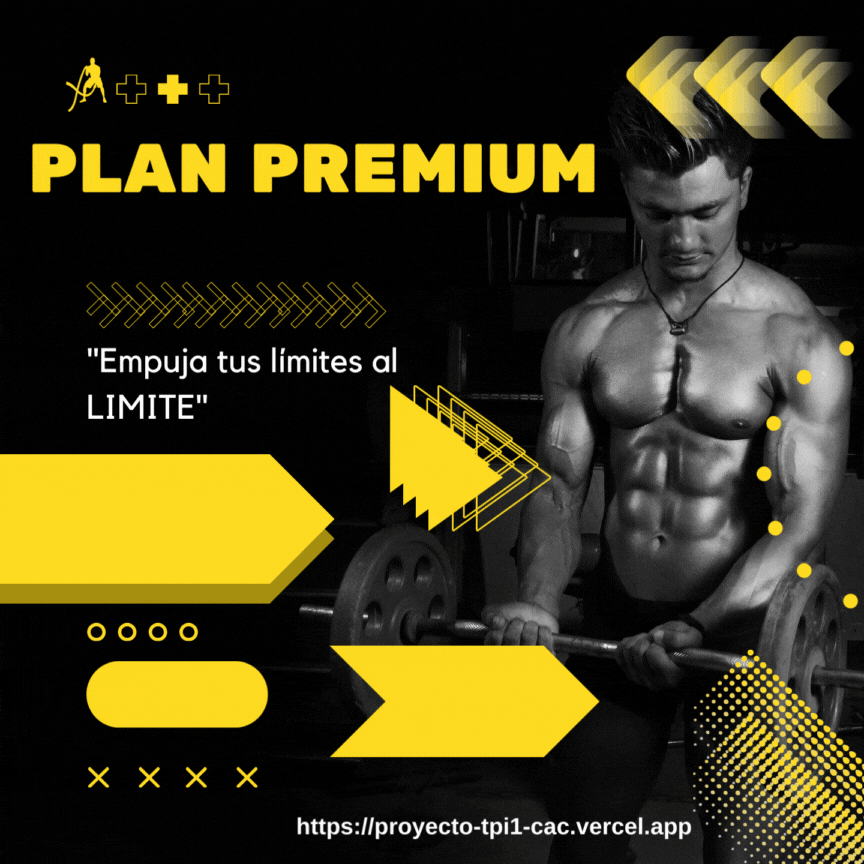 PLAN PREMIUM
"Empuja tus límites al
LIMITE"
https://proyecto-tpi1-cac.vercel.app